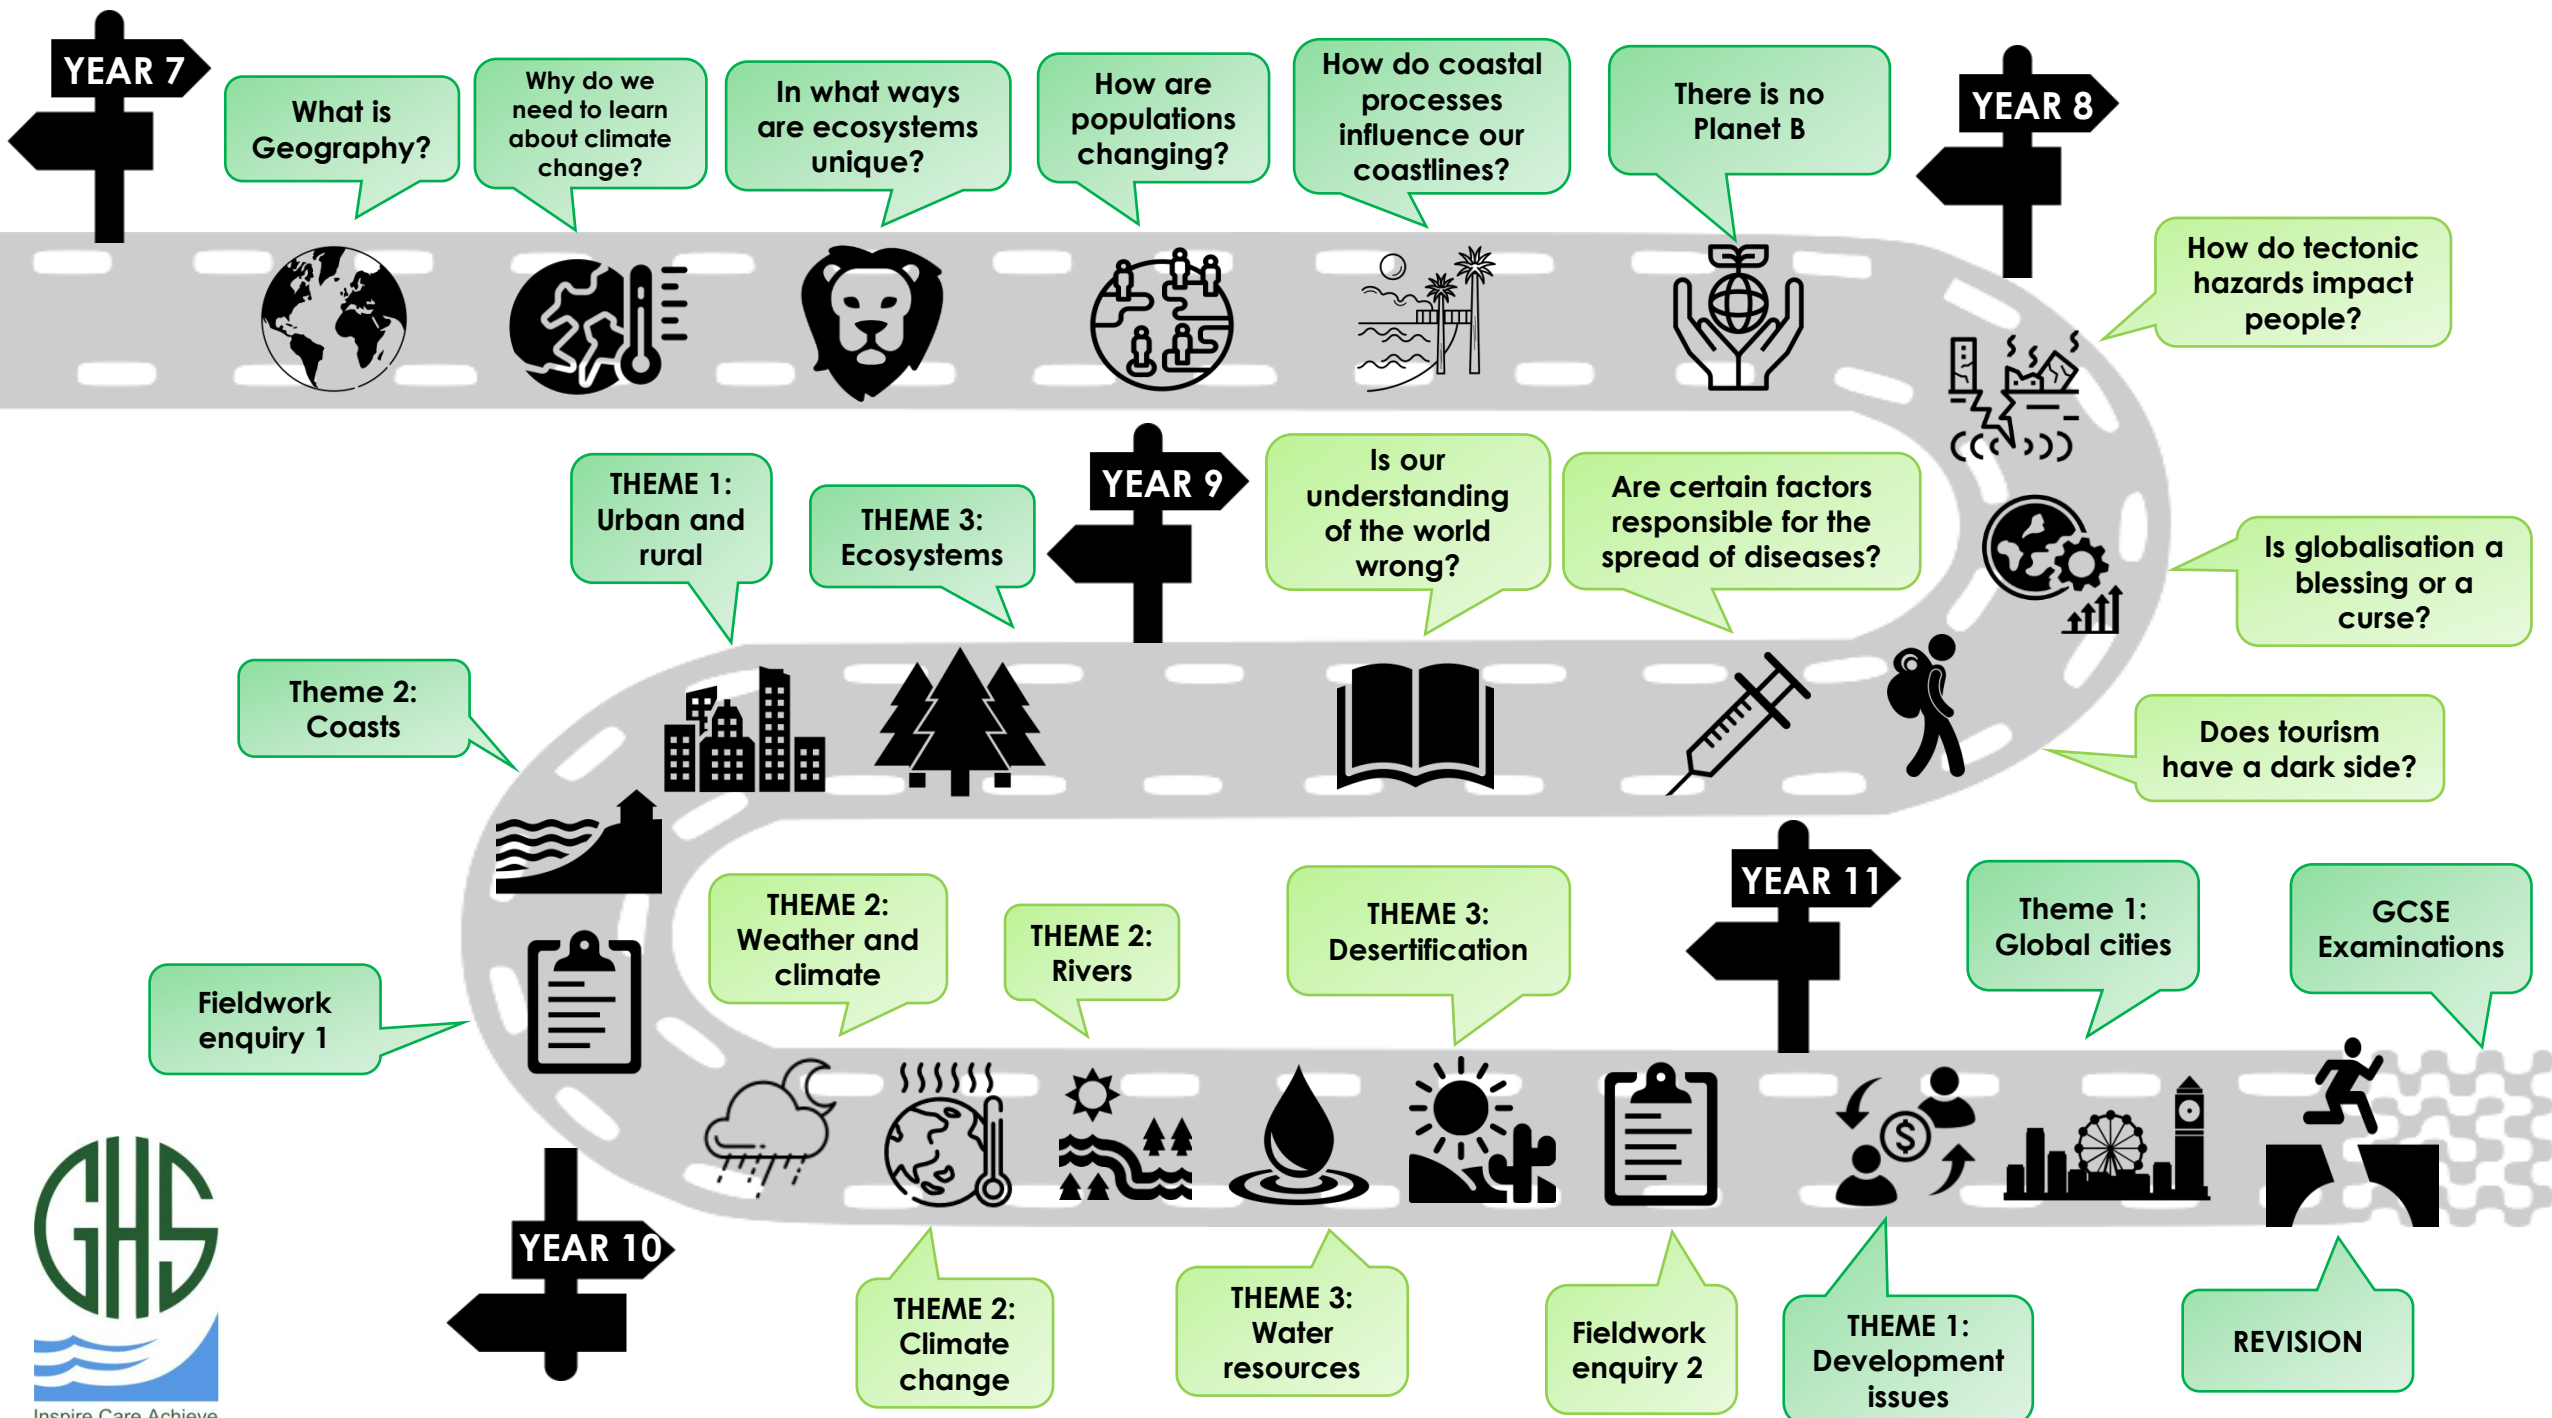 YEAR 7
What is
Geography?
Why do we
need to learn
about climate
change?
In what ways
are ecosystems
unique?
How are
populations
changing?
How do coastal
processes
influence our
coastlines?
There is no
Planet B
YEAR 8
How do tectonic
hazards impact
people?
Is globalisation a
blessing or a
curse?
Does tourism
have a dark side?
Are certain factors
responsible for the
spread of diseases?
Is our
understanding
of the world
wrong?
YEAR 9
THEME 3:
Ecosystems
THEME 1:
Urban and
rural
Theme 2:
Coasts
Fieldwork
enquiry 1
YEAR 10
THEME 2:
Weather and
climate
THEME 2:
Climate
change
THEME 2:
Rivers
THEME 3:
Water
resources
THEME 3:
Desertification
Fieldwork
enquiry 2
YEAR 11
THEME 1:
Development
issues
$
Theme 1:
Global cities
REVISION
GCSE
Examinations
GHS
Inspire Care Achieve